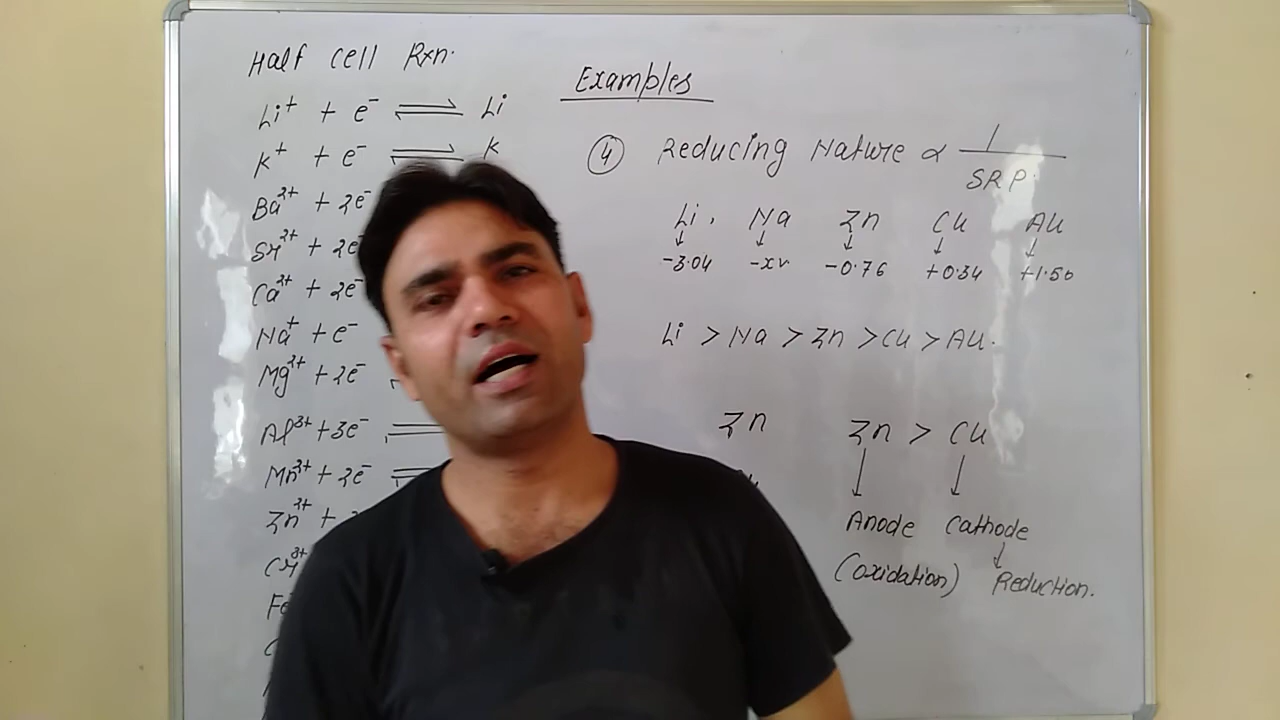 Half cell Rxn.
Li⁺ + e⁻ ⇌ Li
K⁺ + e⁻ ⇌ K
Ba²⁺ + 2e⁻
Sr²⁺ + 2e⁻
Ca²⁺ + 2e⁻
Na⁺ + e⁻
Mg²⁺ + 2e⁻
Al³⁺ + 3e⁻ ⇌
Mn²⁺ + 2e⁻ ⇌
Zn²⁺ +
Cr³⁺
Fe
Examples
④ Reducing Nature ∝ 1/SRP.
Li, Na Zn Cu Au
↓ ↓ ↓ ↓ ↓
-3.04 -xv -0.76 +0.34 +1.50
Li > Na > Zn > Cu > Au.
Zn
Zn > Cu
↓ ↓
Anode Cathode
↓
(oxidation) Reduction.